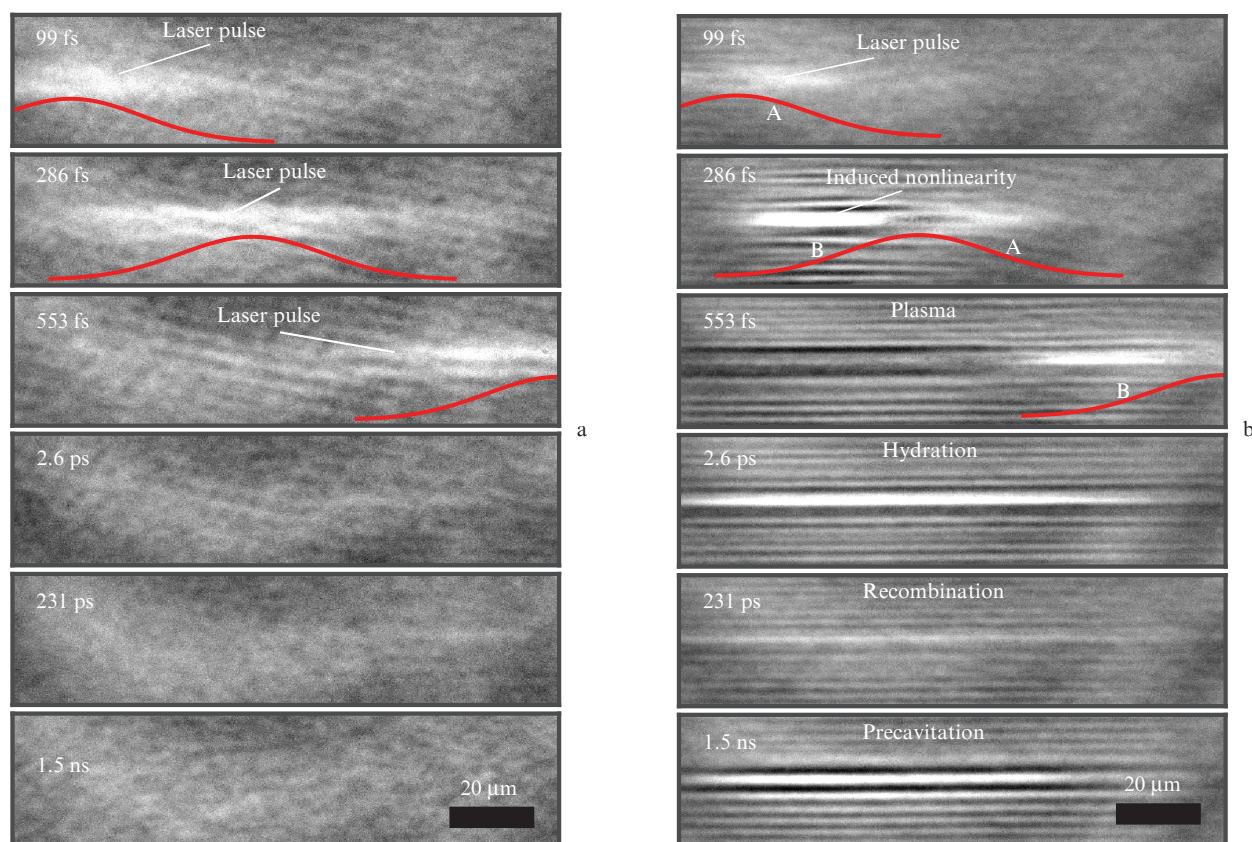 99 fs
Laser pulse
286 fs
Laser pulse
553 fs
Laser pulse
2.6 ps
231 ps
1.5 ns
20 µm
a
99 fs
Laser pulse
A
286 fs
Induced nonlinearity
B
A
553 fs
Plasma
B
2.6 ps
Hydration
231 ps
Recombination
1.5 ns
Precavitation
20 µm
b